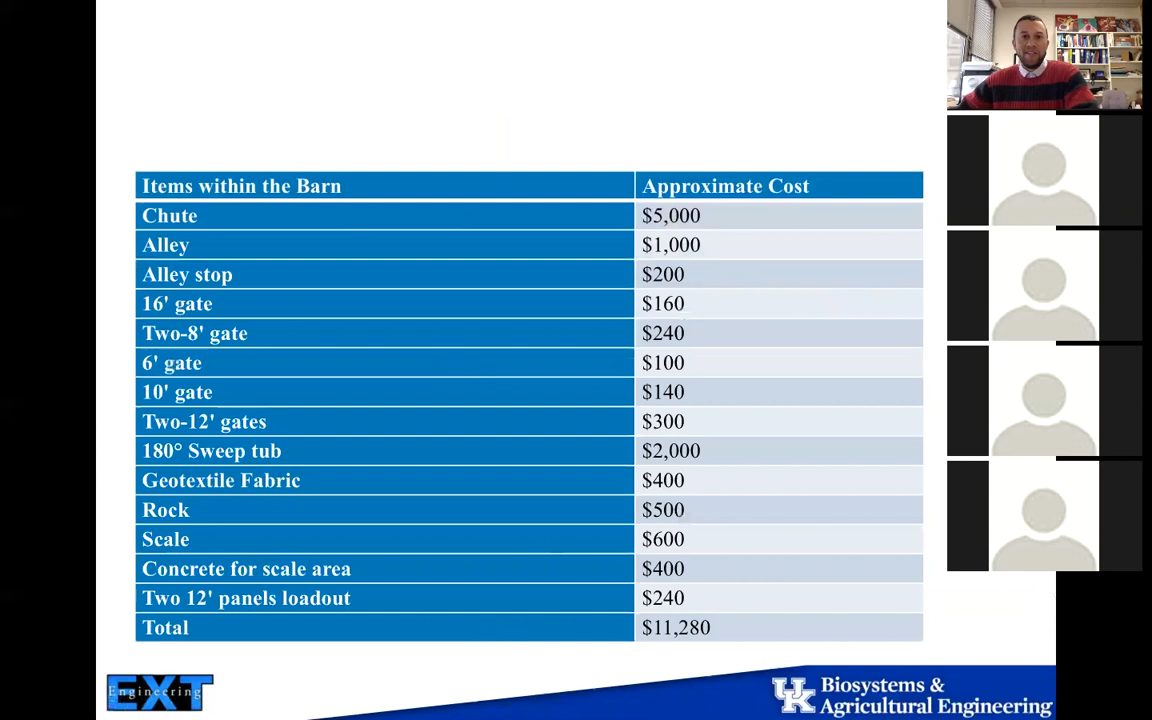 Items within the Barn Approximate Cost
Chute $5,000
Alley $1,000
Alley stop $200
16' gate $160
Two-8' gate $240
6' gate $100
10' gate $140
Two-12' gates $300
180° Sweep tub $2,000
Geotextile Fabric $400
Rock $500
Scale $600
Concrete for scale area $400
Two 12' panels loadout $240
Total $11,280
EXT
Engineering
UK
Biosystems &
Agricultural Engineering